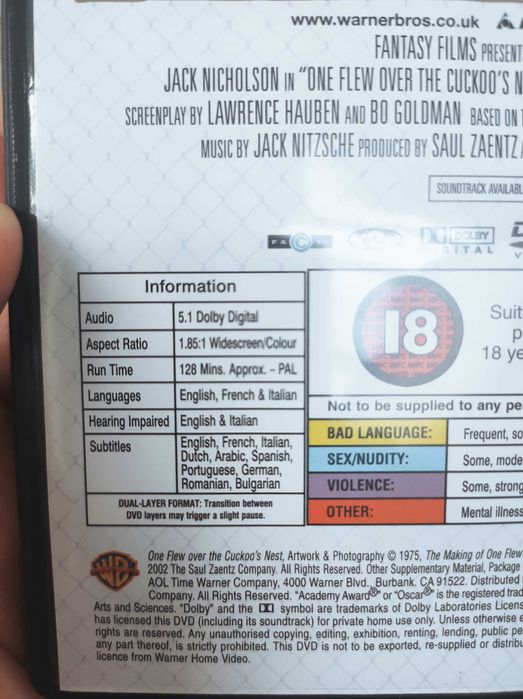 www.warnerbros.co.uk
FANTASY FILMS PRESENT
JACK NICHOLSON IN "ONE FLEW OVER THE CUCKOO'S N
SCREENPLAY BY LAWRENCE HAUBEN AND BO GOLDMAN BASED ON
MUSIC BY JACK NITZSCHE PRODUCED BY SAUL ZAENTZ
SOUNDTRACK AVAILABL
FACT
DOLBY
DIGITAL
Information
Audio 5.1 Dolby Digital
Aspect Ratio 1.85:1 Widescreen/Colour
Run Time 128 Mins. Approx. – PAL
Languages English, French & Italian
Hearing Impaired English & Italian
Subtitles English, French, Italian,
Dutch, Arabic, Spanish,
Portuguese, German,
Romanian, Bulgarian
DUAL-LAYER FORMAT: Transition between
DVD layers may trigger a slight pause.
18
Suit
p
18 ye
Not to be supplied to any pe
BAD LANGUAGE: Frequent, so
SEX/NUDITY: Some, mode
VIOLENCE: Some, strong
OTHER: Mental illness
WB
One Flew over the Cuckoo's Nest, Artwork & Photography © 1975, The Making of One Flew
2002 The Saul Zaentz Company. All Rights Reserved. Other Supplementary Material, Package
AOL Time Warner Company, 4000 Warner Blvd., Burbank. CA 91522. Distributed
Company. All Rights Reserved. "Academy Award® or "Oscar® is the registered trad
Arts and Sciences. "Dolby" and the symbol are trademarks of Dolby Laboratories Licens
has licensed this DVD (including its soundtrack) for private home use only. Unless otherwise e
rights are reserved. Any unauthorised copying, editing, exhibition, renting, lending, public pe
any part thereof, is strictly prohibited. This DVD is not to be exported, re-supplied or distribu
licence from Warner Home Video.